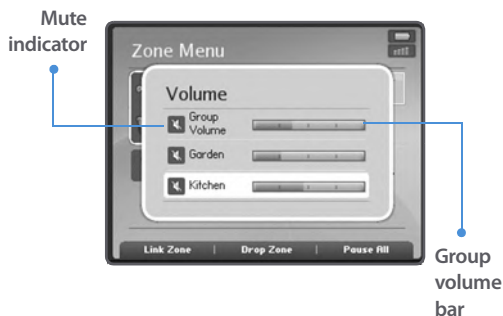 Mute
indicator
Zone Menu
Volume
Group
Volume
Garden
Kitchen
Link Zone | Drop Zone | Pause All
Group
volume
bar